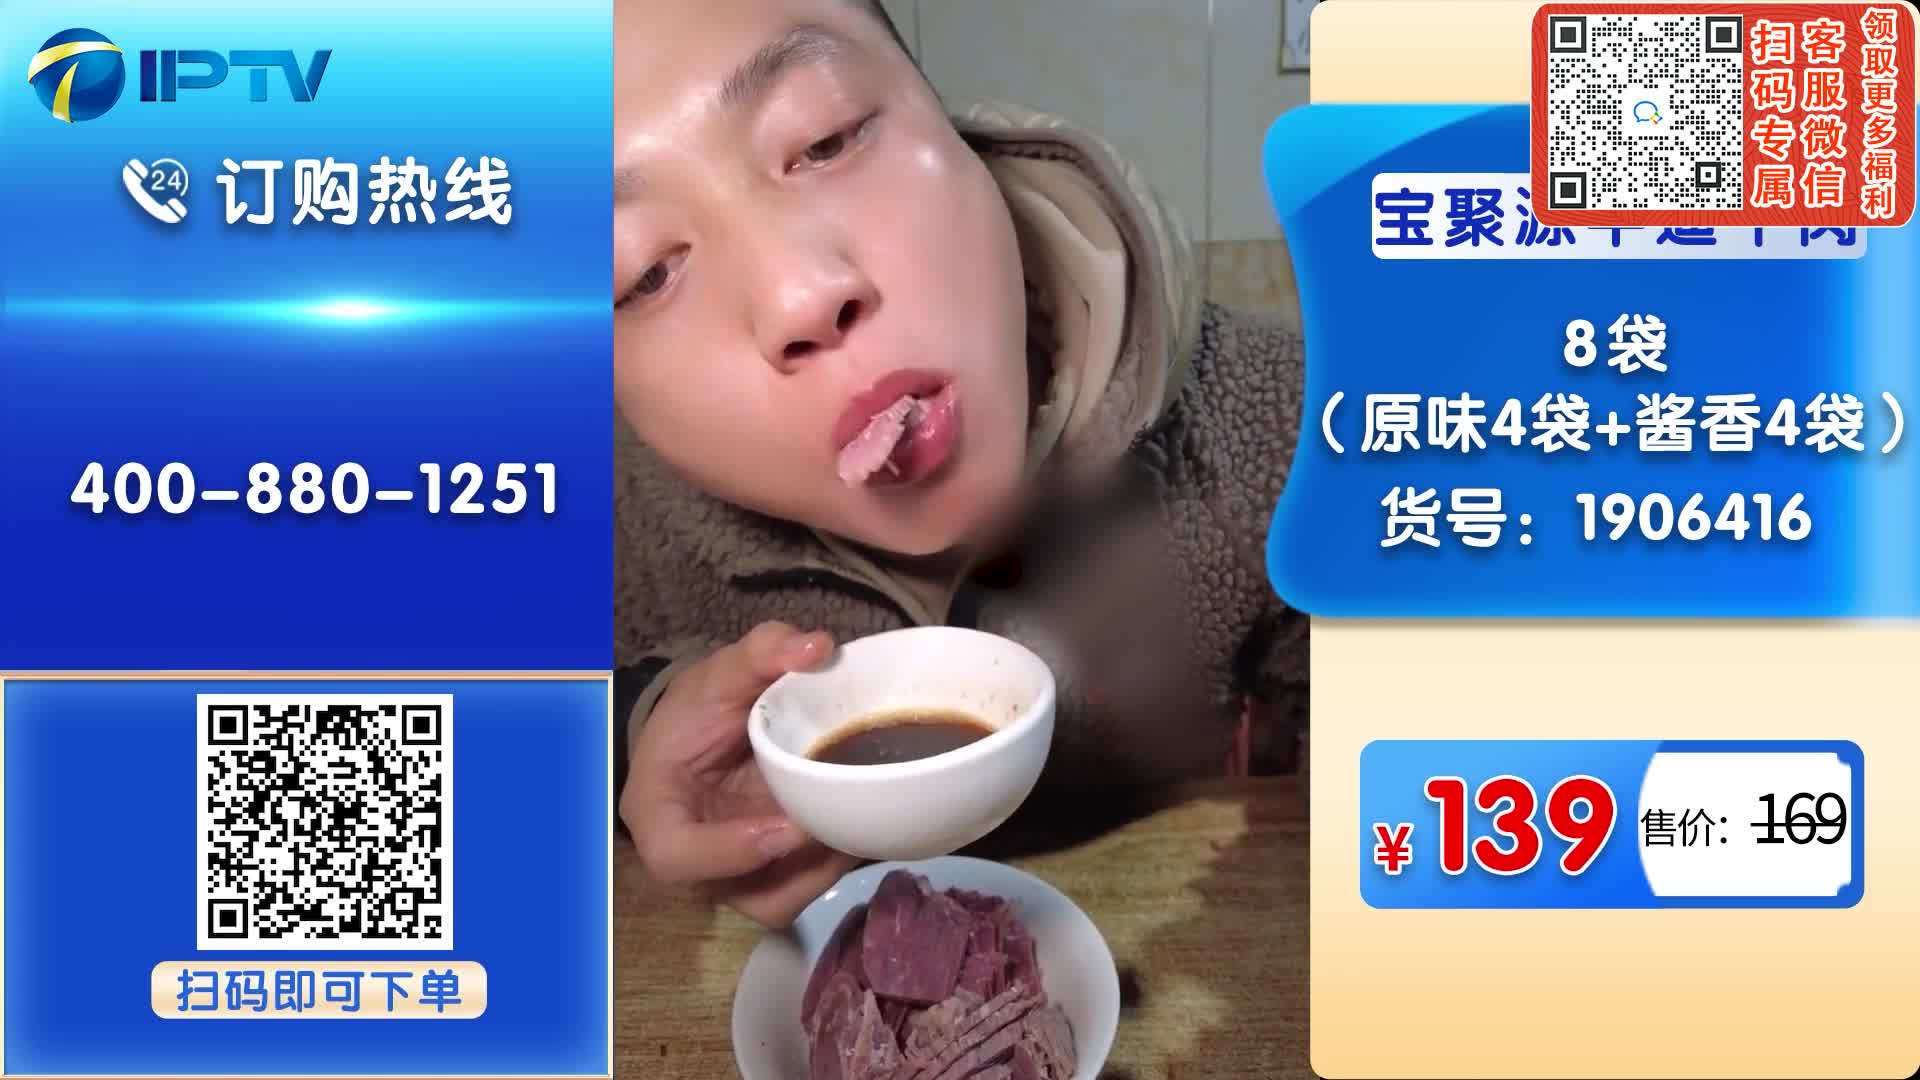 IPTV
24
订购热线
400-880-1251
扫码即可下单
扫码专属
客服微信
领取更多福利
宝聚源
8袋
（原味4袋+酱香4袋）
货号：1906416
¥139
售价：169